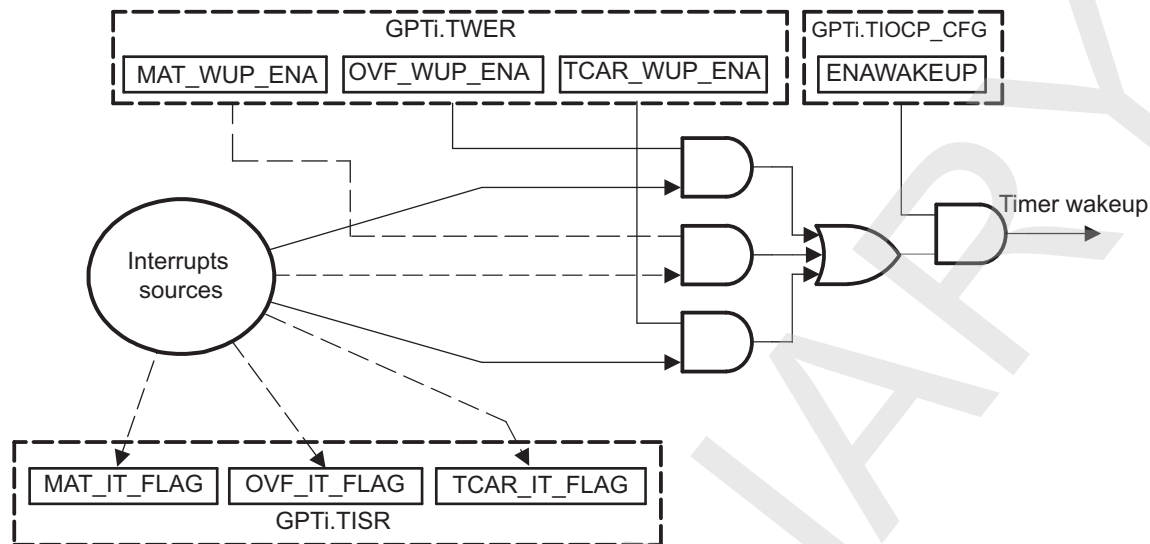 GPTi.TWER
MAT_WUP_ENA
OVF_WUP_ENA
TCAR_WUP_ENA
GPTi.TIOCP_CFG
ENAWAKEUP
Timer wakeup
Interrupts
sources
MAT_IT_FLAG
OVF_IT_FLAG
TCAR_IT_FLAG
GPTi.TISR